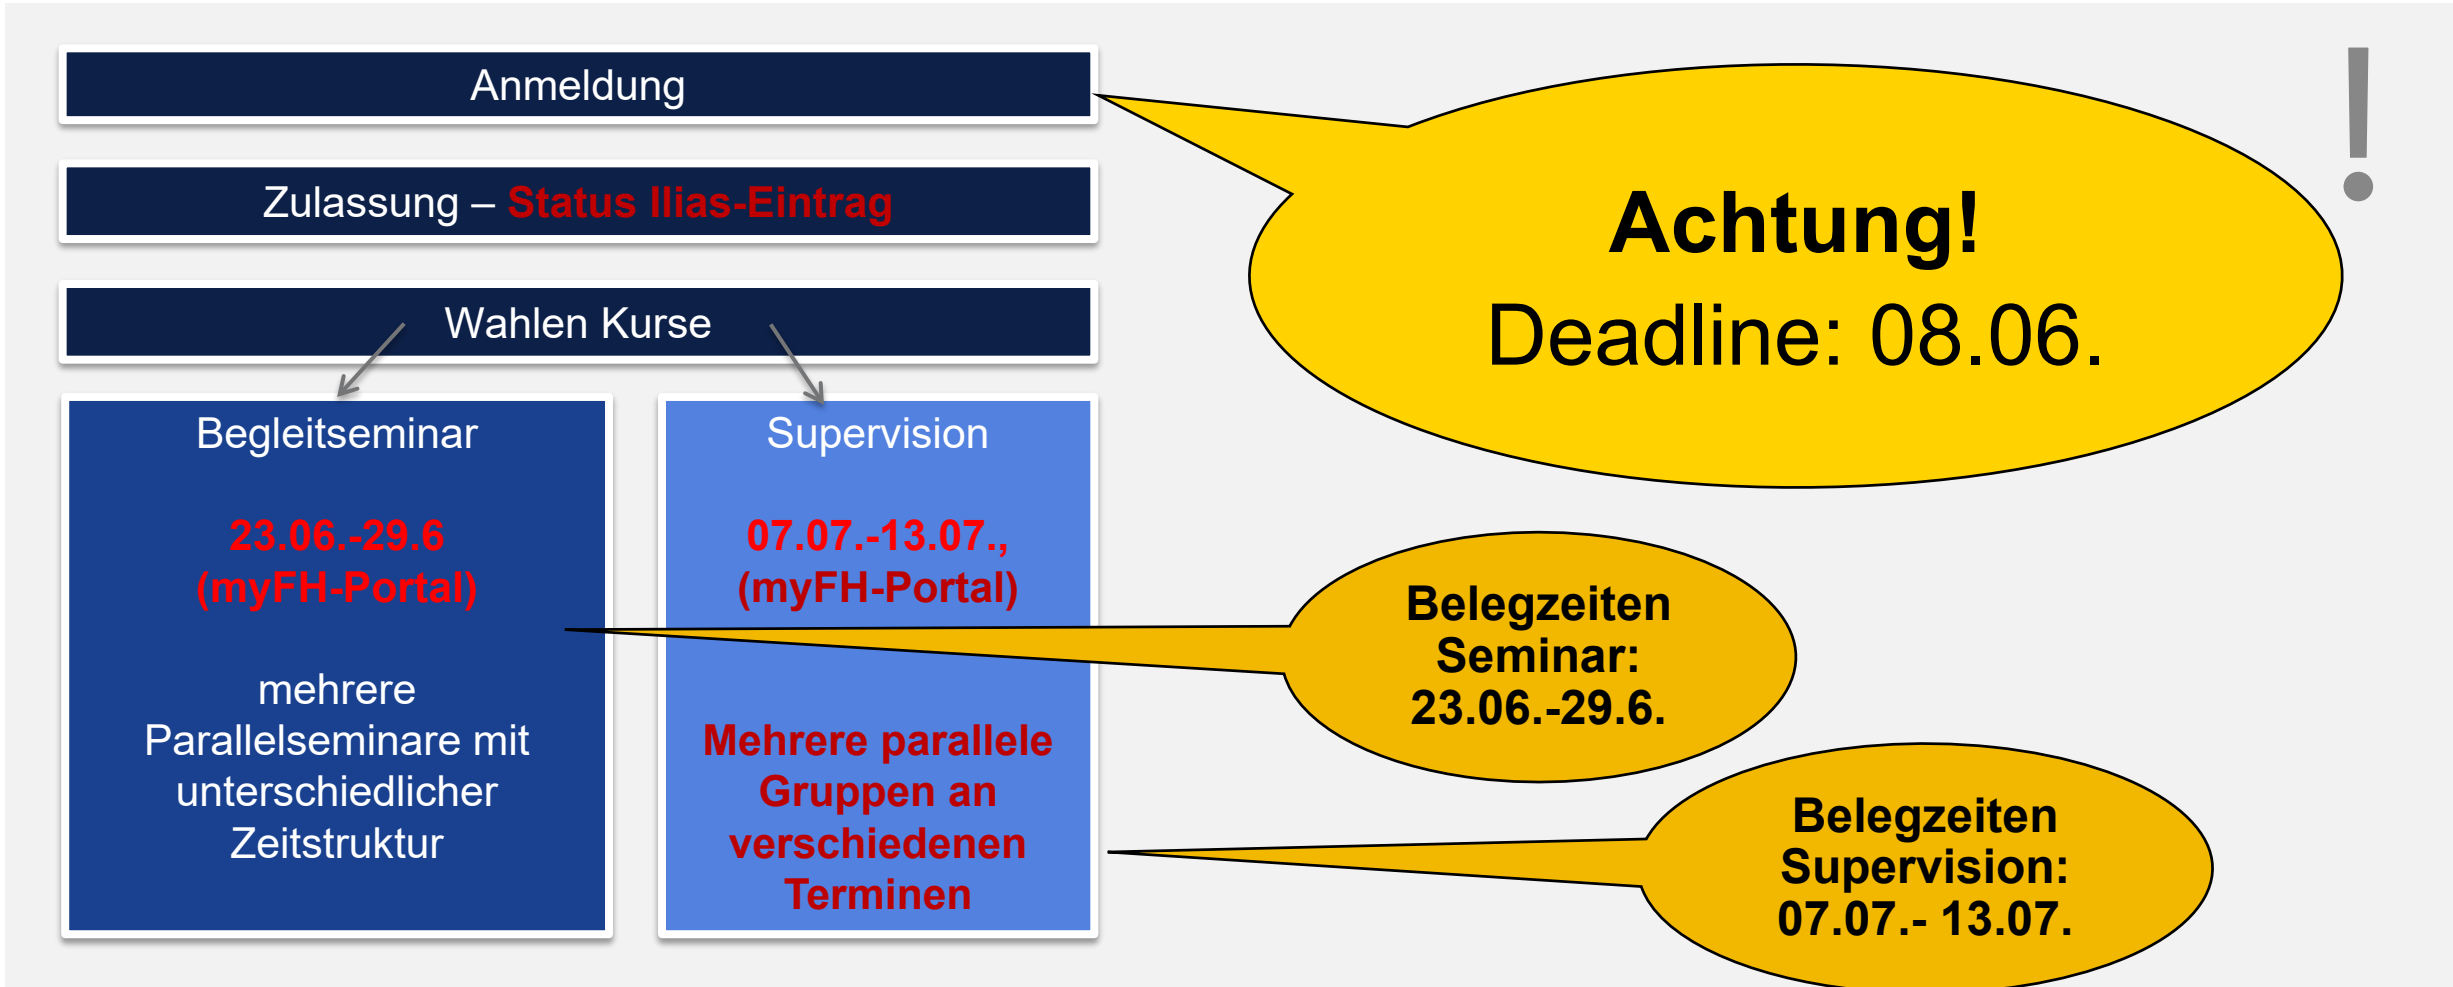 Anmeldung
Zulassung – Status Ilias-Eintrag
Wahlen Kurse
Begleitseminar
23.06.-29.6
(myFH-Portal)
mehrere
Parallelseminare mit
unterschiedlicher
Zeitstruktur
Supervision
07.07.-13.07.,
(myFH-Portal)
Mehrere parallele
Gruppen an
verschiedenen
Terminen
Achtung!
Deadline: 08.06.
!
Belegzeiten
Seminar:
23.06.-29.6.
Belegzeiten
Supervision:
07.07.- 13.07.